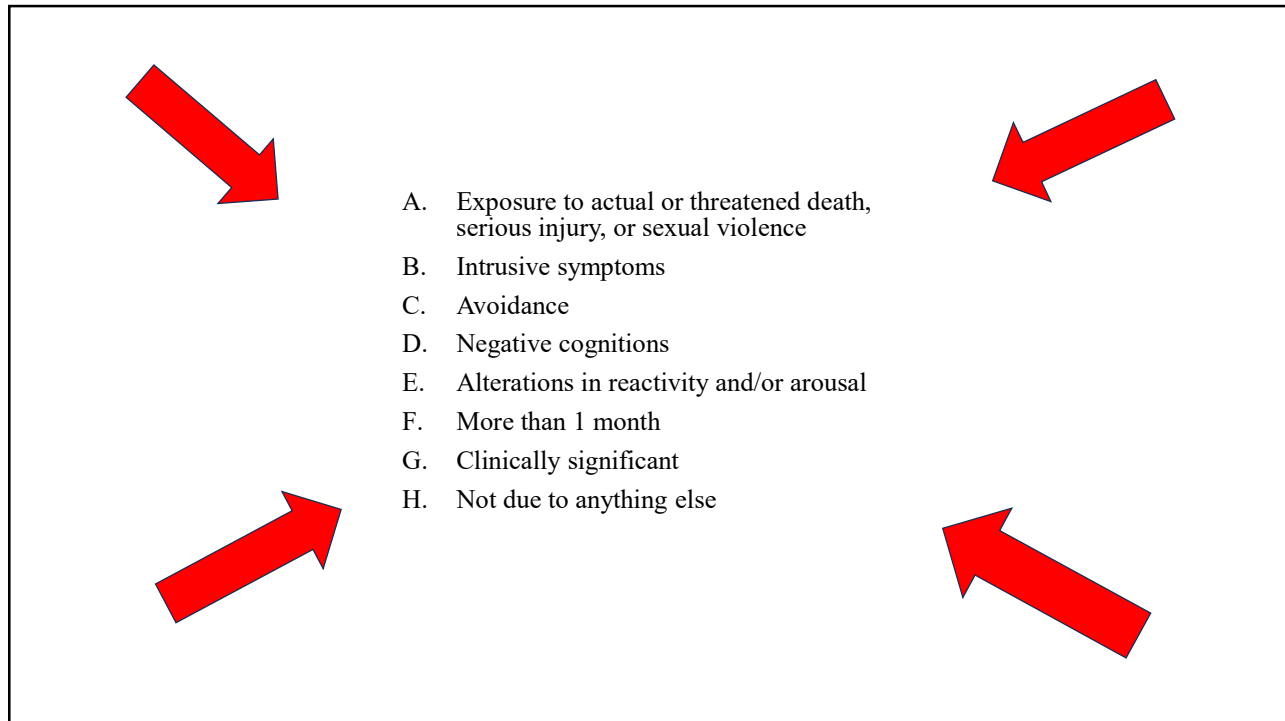 A. Exposure to actual or threatened death,
serious injury, or sexual violence
B. Intrusive symptoms
C. Avoidance
D. Negative cognitions
E. Alterations in reactivity and/or arousal
F. More than 1 month
G. Clinically significant
H. Not due to anything else